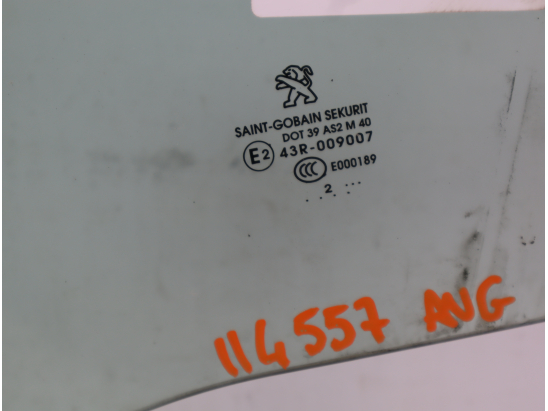 SAINT-GOBAIN SEKURIT
DOT 39 AS2 M 40
E2 43R-009007
CCC E000189
2
114557 AVG